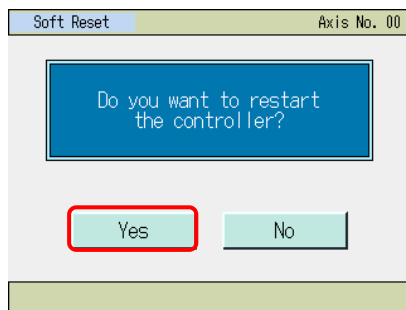 Soft Reset Axis No. 00
Do you want to restart
the controller?
Yes No